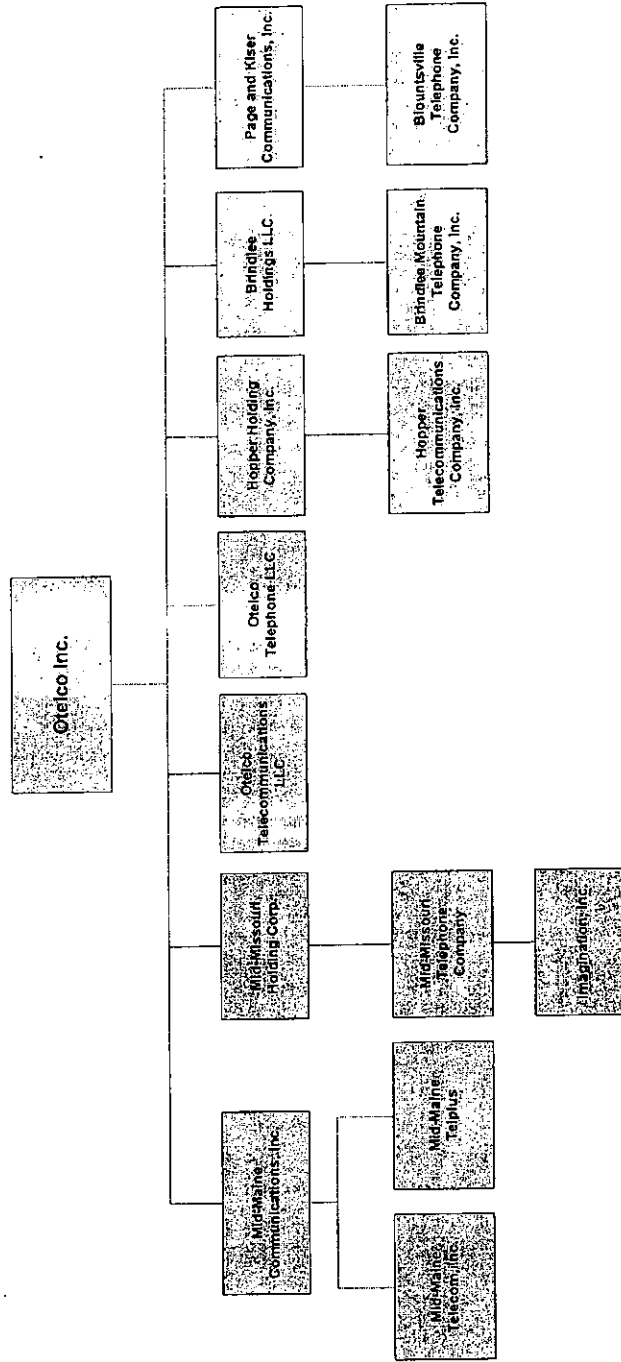 Otelco Inc.
Mid-Maine
Communications, Inc.
Mid-Missouri
Holding Corp.
Otelco
Telecommunications
LLC
Otelco
Telephone LLC
Hopper Holding
Company, Inc.
Brindlee
Holdings LLC
Page and Kiser
Communications, Inc.
Mid-Maine
Telecom, Inc.
Mid-Maine
Telplus
Mid-Missouri
Telephone
Company
Hopper
Telecommunications
Company, Inc.
Brindlee Mountain
Telephone
Company, Inc.
Blountsville
Telephone
Company, Inc.
Imagination, Inc.